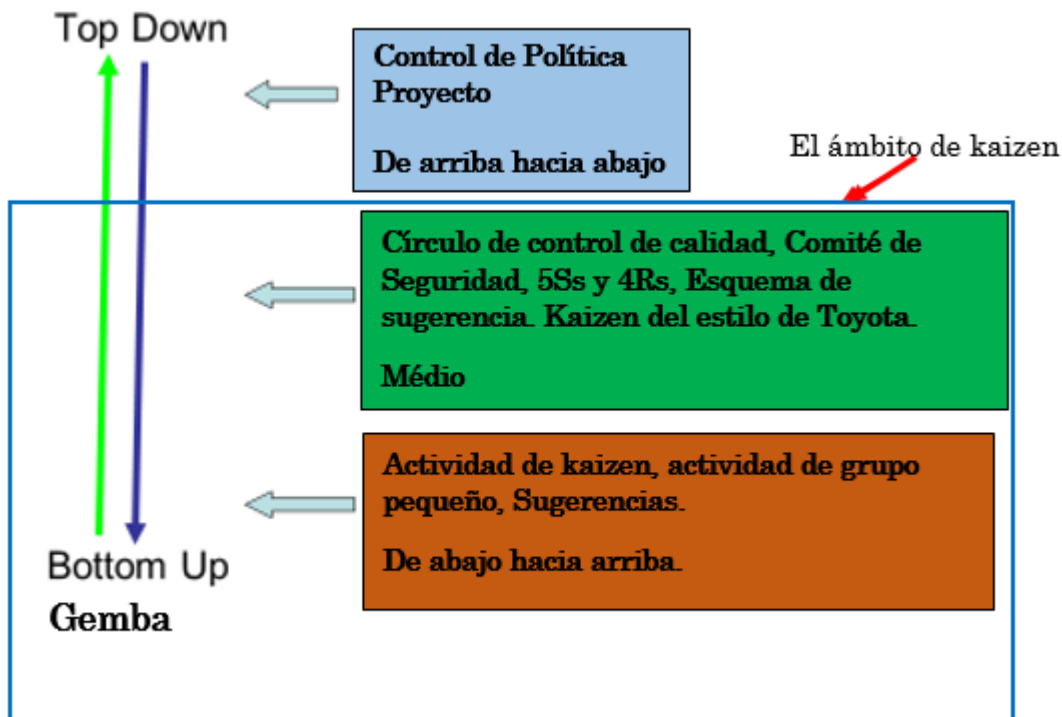 Top Down
Control de Política
Proyecto
De arriba hacia abajo
El ámbito de kaizen
Círculo de control de calidad, Comité de
Seguridad, 5Ss y 4Rs, Esquema de
sugerencia. Kaizen del estilo de Toyota.
Médio
Actividad de kaizen, actividad de grupo
pequeño, Sugerencias.
De abajo hacia arriba.
Bottom Up
Gemba